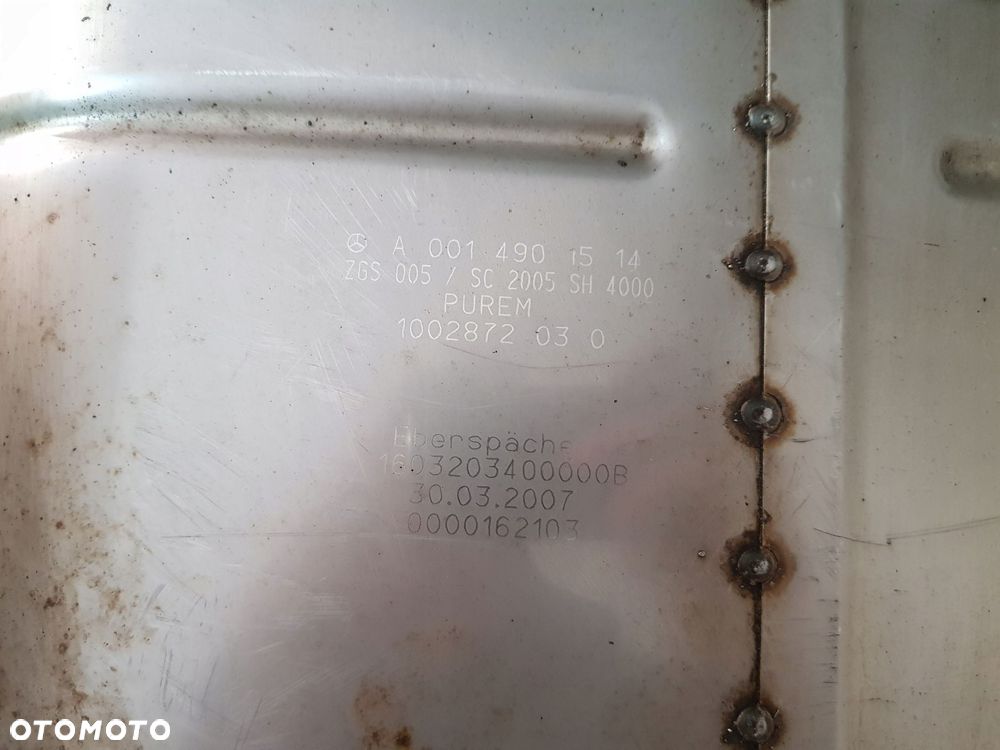 A 001 490 15 14
ZGS 005 / SC 2005 SH 4000
PUREM
1002872 03 0
Eberspäche
1603203400000B
30.03.2007
0000162103
OTOMOTO